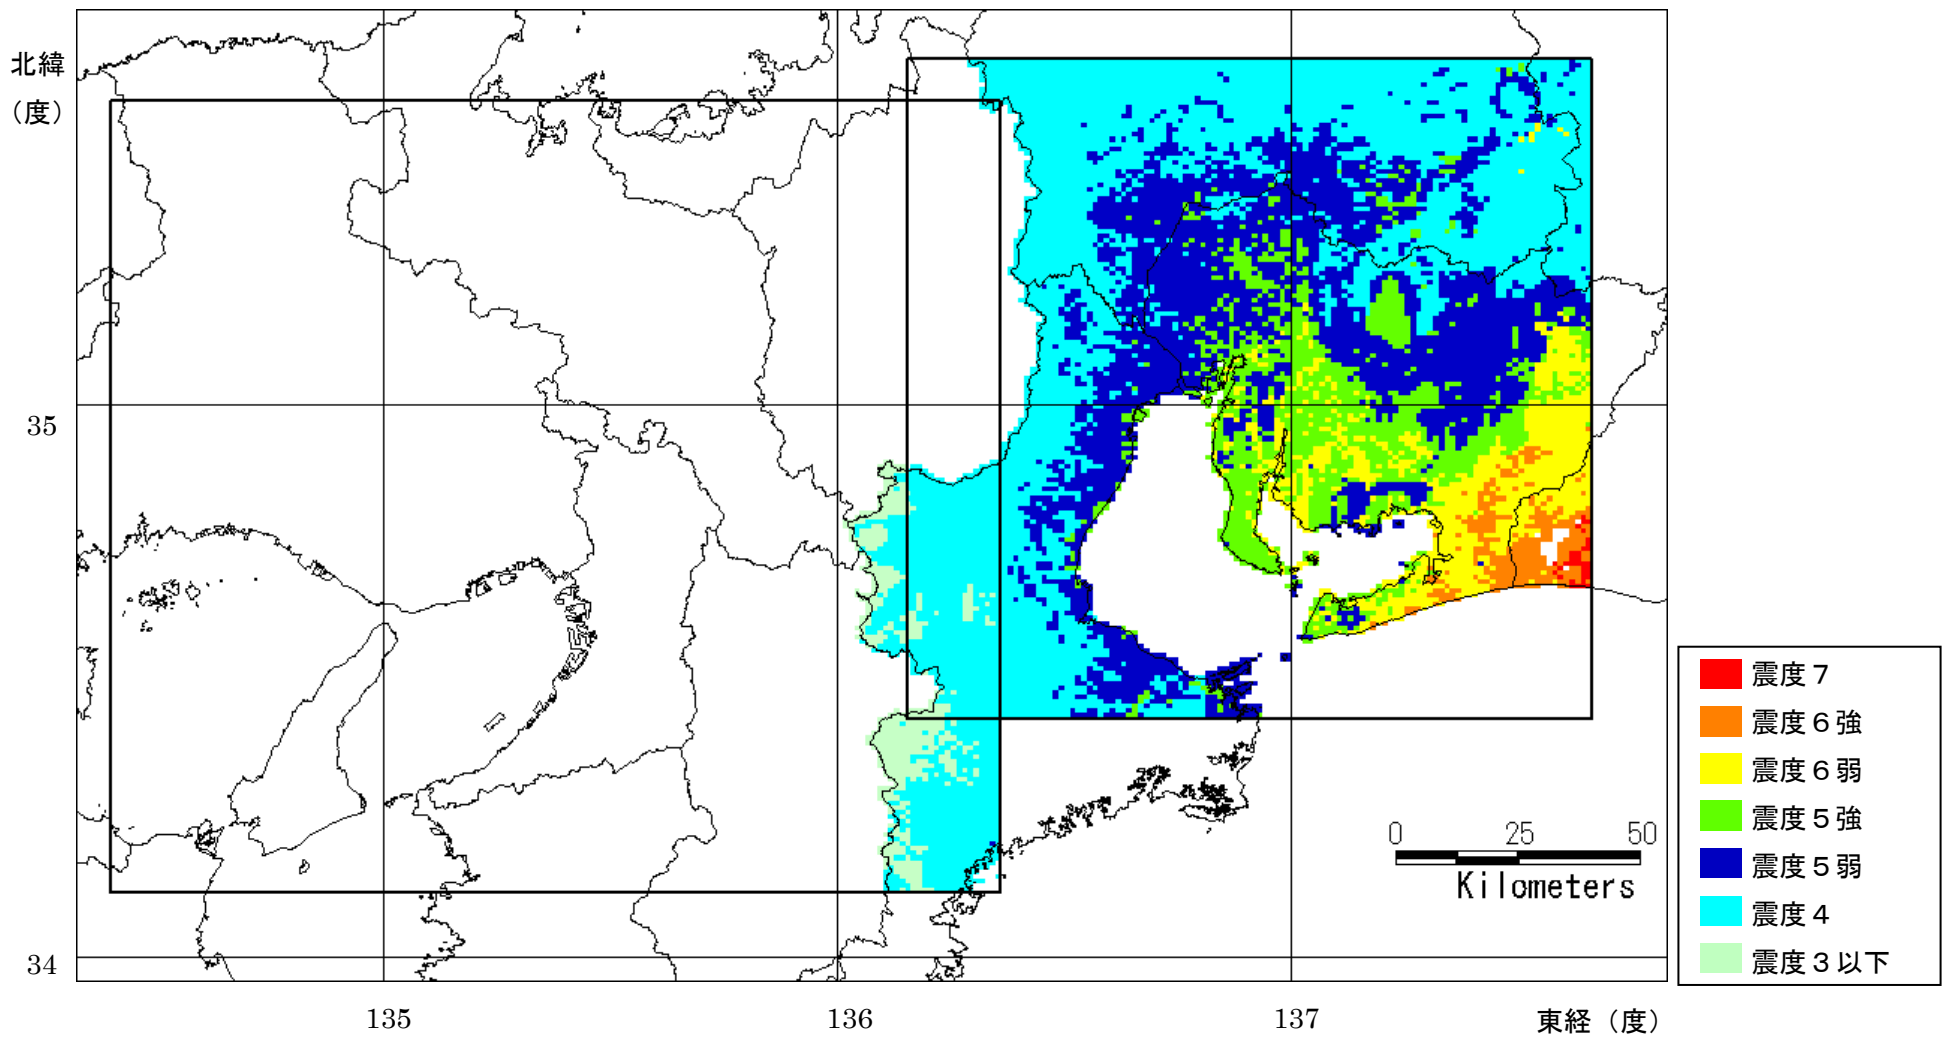 北緯
（度）
35
34
135
136
137
東経（度）
0 25 50
Kilometers
震度７
震度６強
震度６弱
震度５強
震度５弱
震度４
震度３以下